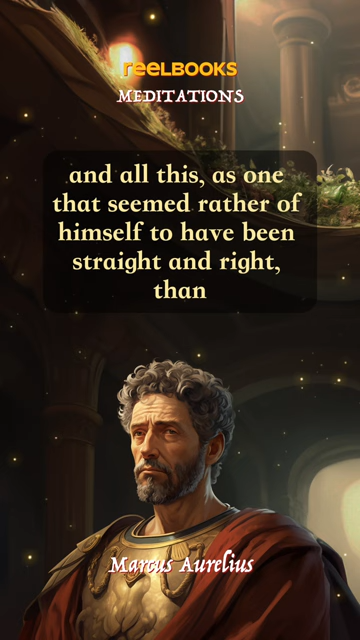 reelbooks
MEDITATIONS
and all this, as one
that seemed rather of
himself to have been
straight and right,
than
Marcus Aurelius